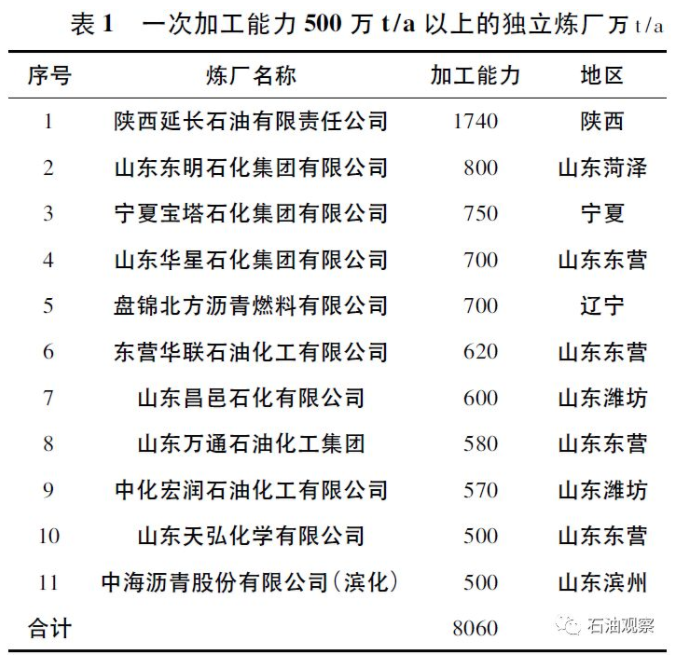 表1 一次加工能力500万t/a以上的独立炼厂万t/a
序号 炼厂名称 加工能力 地区
1 陕西延长石油有限责任公司 1740 陕西
2 山东东明石化集团有限公司 800 山东菏泽
3 宁夏宝塔石化集团有限公司 750 宁夏
4 山东华星石化集团有限公司 700 山东东营
5 盘锦北方沥青燃料有限公司 700 辽宁
6 东营华联石油化工有限公司 620 山东东营
7 山东昌邑石化有限公司 600 山东潍坊
8 山东万通石油化工集团 580 山东东营
9 中化宏润石油化工有限公司 570 山东潍坊
10 山东天弘化学有限公司 500 山东东营
11 中海沥青股份有限公司(滨化) 500 山东滨州
合计 8060 石油观察